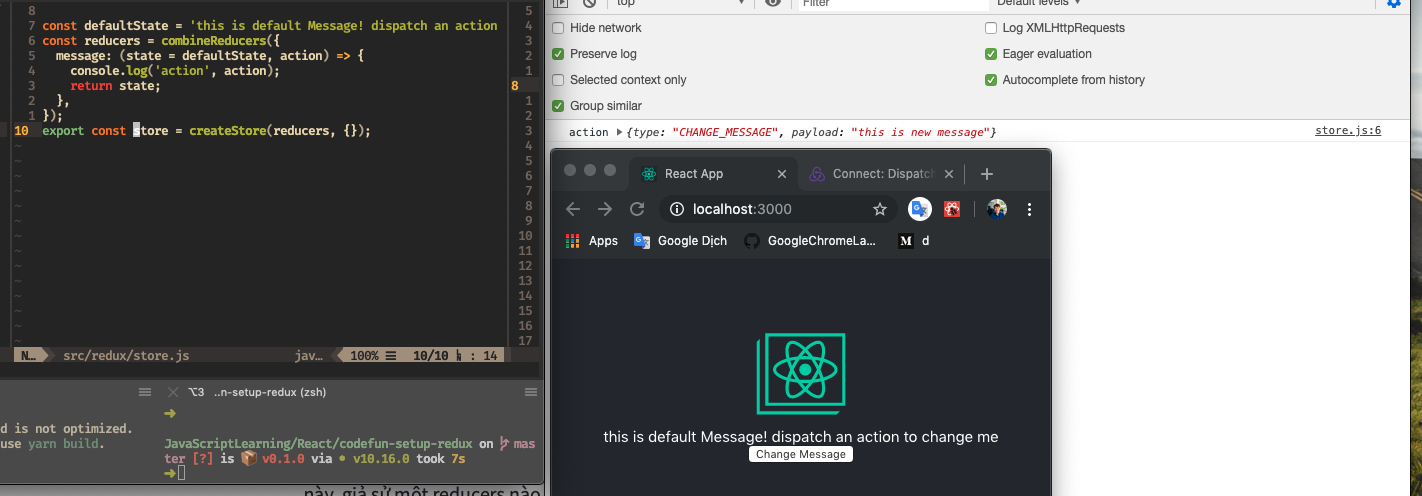 8
7 const defaultState = 'this is default Message! dispatch an action
6 const reducers = combineReducers({
5 message: (state = defaultState, action) => {
4 console.log('action', action);
3 return state;
2 },
1 });
10 export const store = createStore(reducers, {});
~
~
~
~
~
~
~
~
~
~
~
~
~
~
N... src/redux/store.js jav... 100% ☰ 10/10 ㏑ : 14
5
4
3
2
1
8
1
2
3
4
5
6
7
8
9
10
11
12
13
14
15
16
17
d is not optimized.
use yarn build.
⌥3 ..n-setup-redux (zsh)
➜
JavaScriptLearning/React/codefun-setup-redux on mas
ter [?] is 📦 v0.1.0 via • v10.16.0 took 7s
➜
top Filter Default levels
Hide network
Log XMLHttpRequests
Preserve log
Eager evaluation
Selected context only
Autocomplete from history
Group similar
action ▶{type: "CHANGE_MESSAGE", payload: "this is new message"} store.js:6
React App
Connect: Dispatch
localhost:3000
Apps Google Dịch GoogleChromeLa... M d
this is default Message! dispatch an action to change me
Change Message
này, giả sử một reducers nào